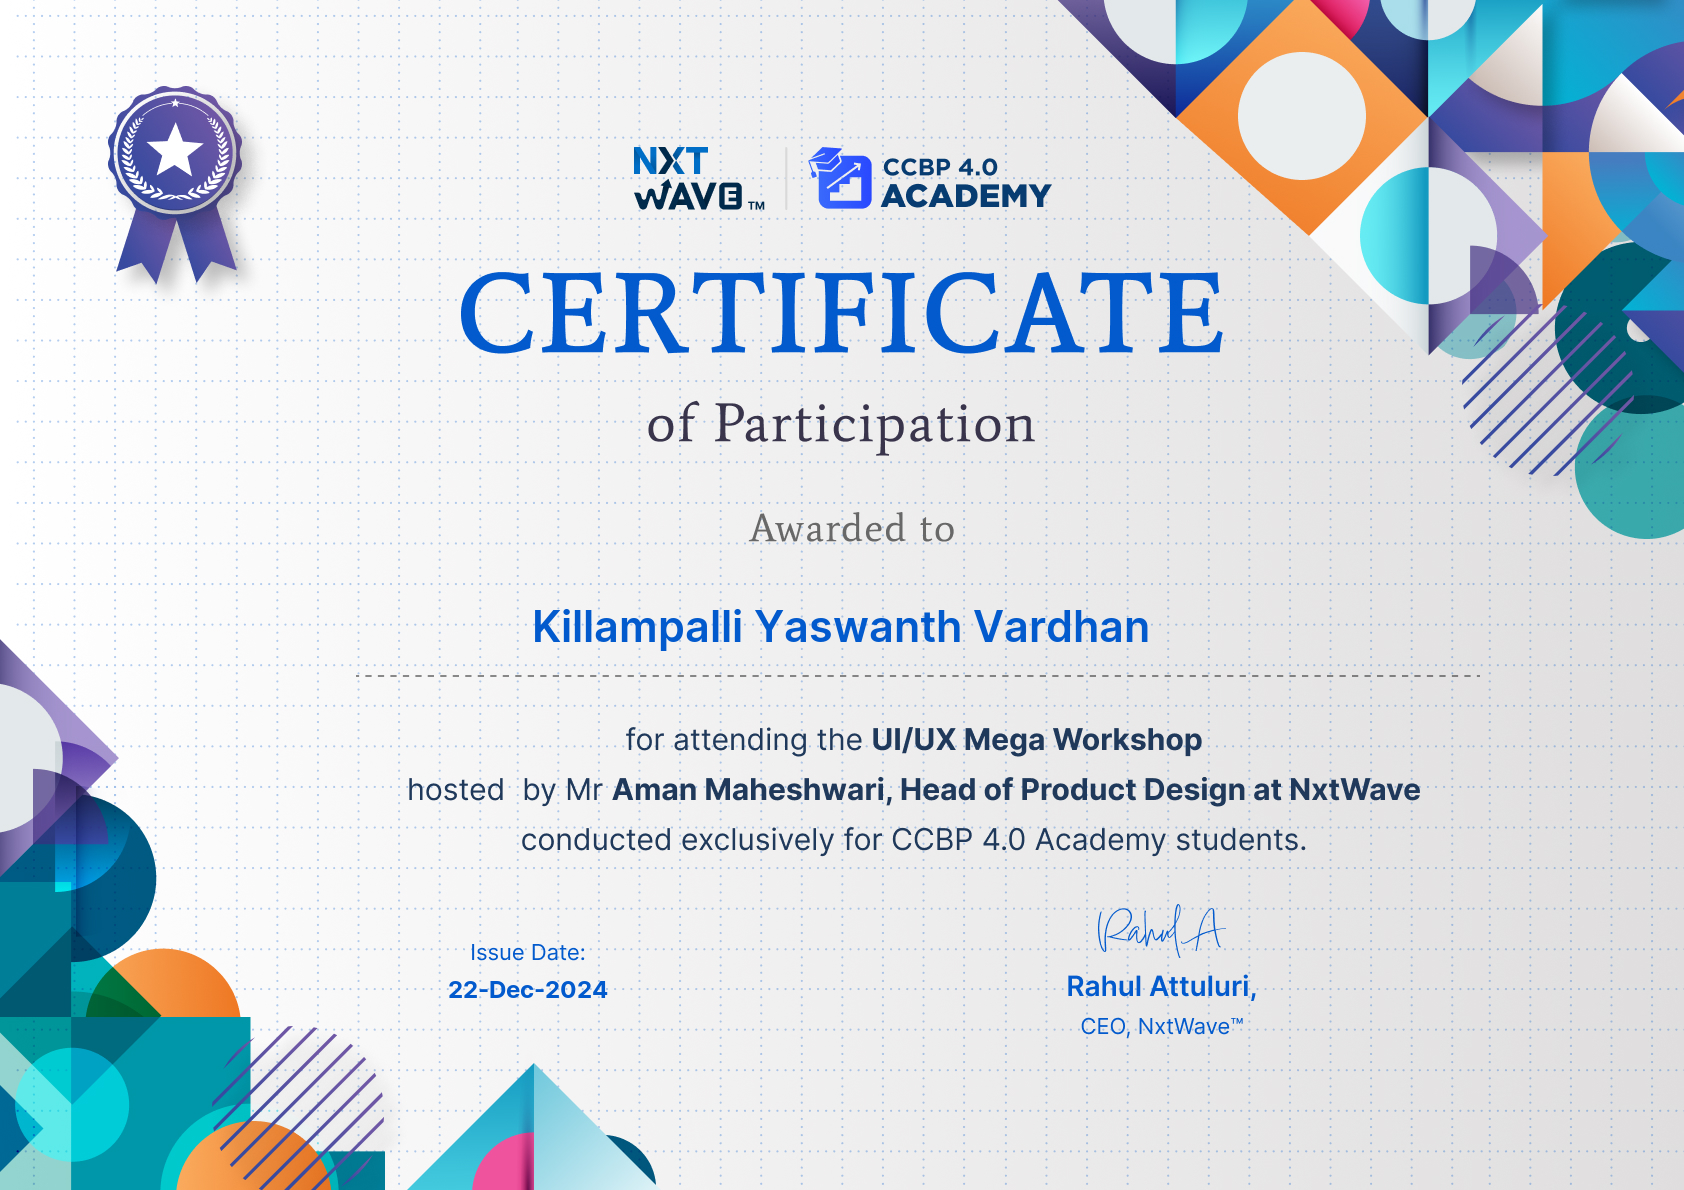 NXT
WAVE™
CCBP 4.0
ACADEMY
CERTIFICATE
of Participation
Awarded to
Killampalli Yaswanth Vardhan
for attending the UI/UX Mega Workshop
hosted by Mr Aman Maheshwari, Head of Product Design at NxtWave
conducted exclusively for CCBP 4.0 Academy students.
Issue Date:
22-Dec-2024
Rahul A
Rahul Attuluri,
CEO, NxtWave™